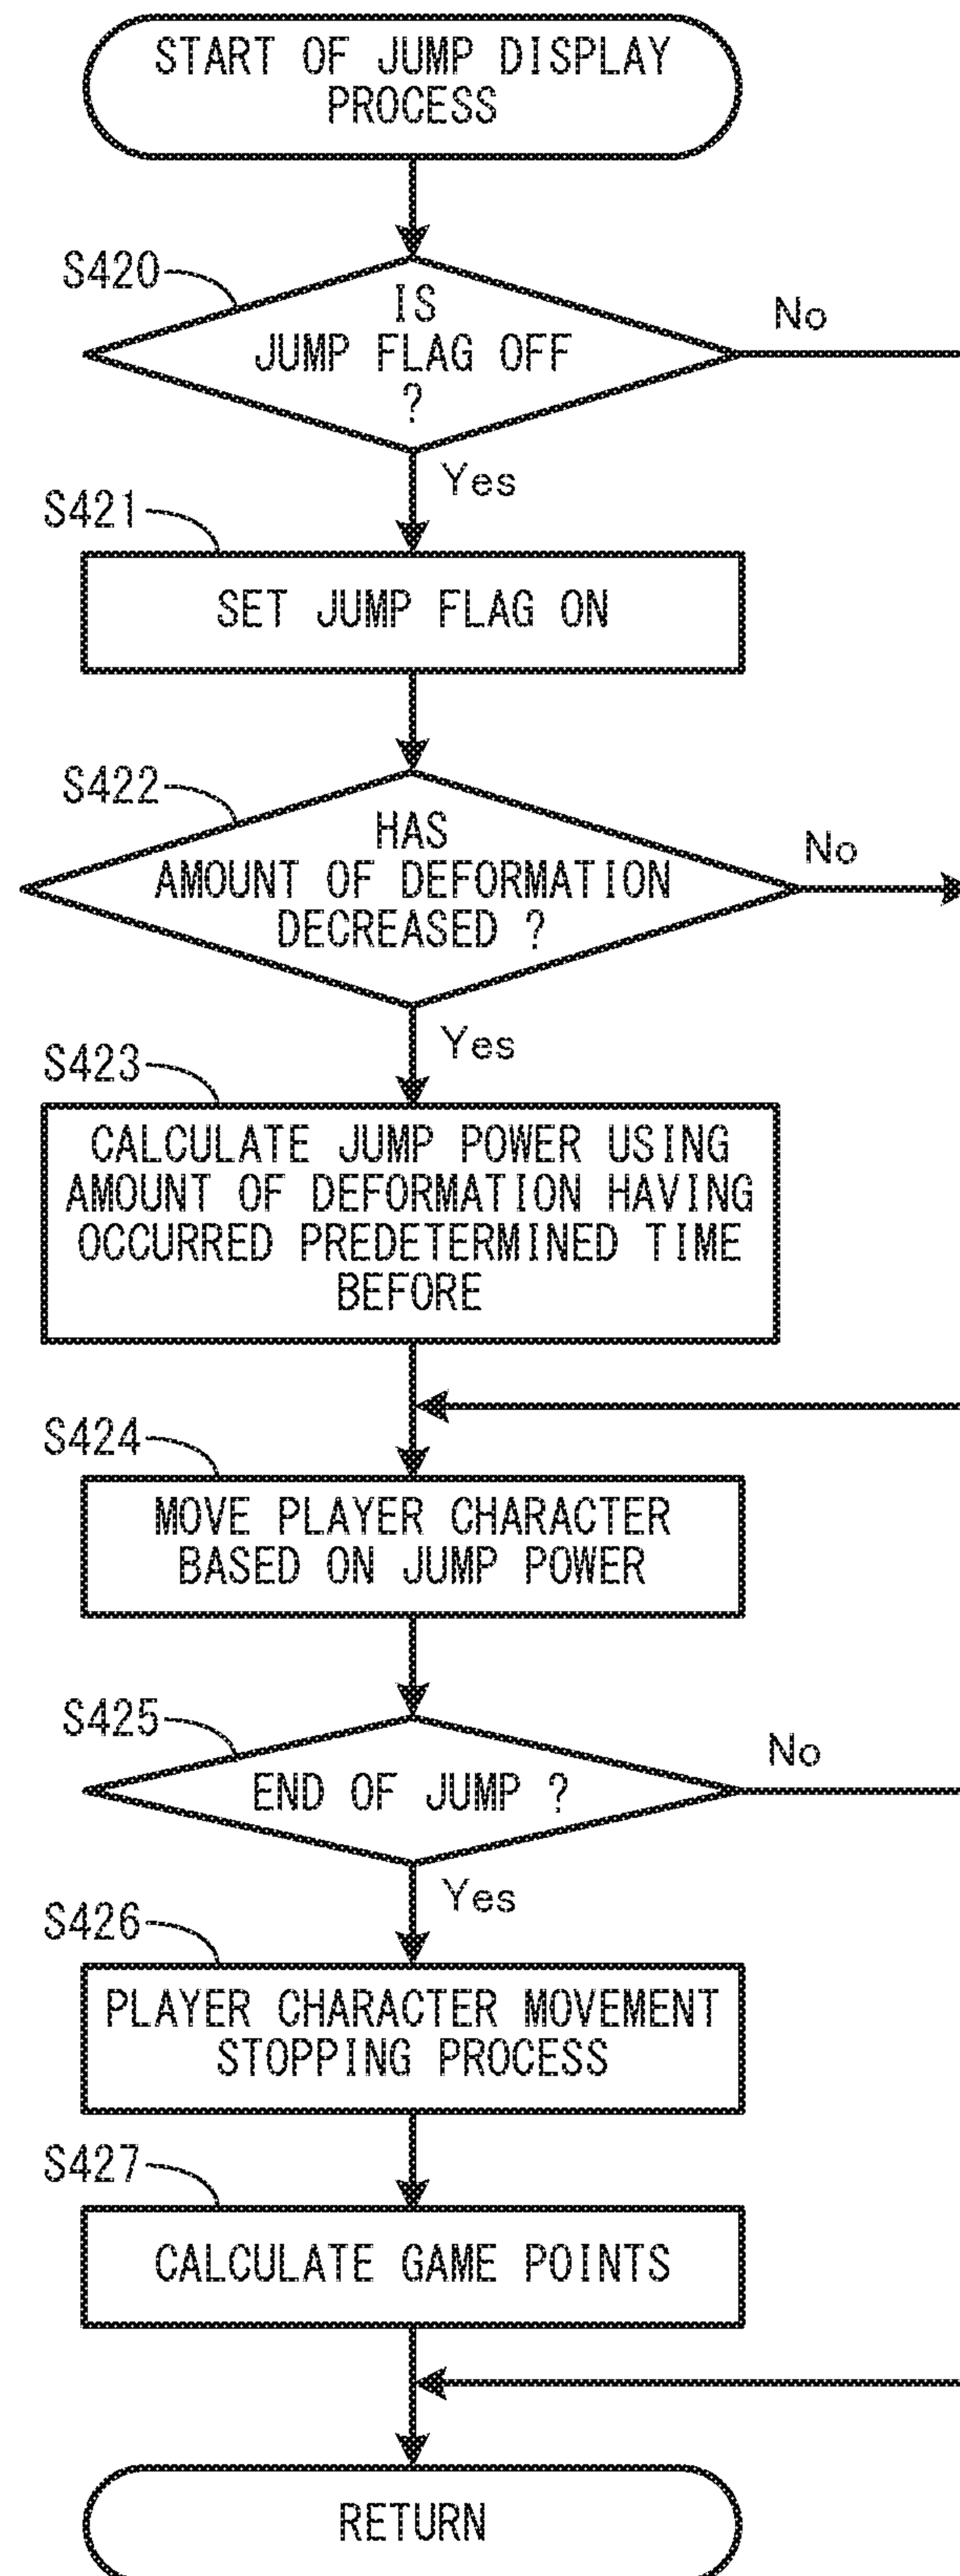 START OF JUMP DISPLAY
PROCESS
S420
IS
JUMP FLAG OFF
?
No
Yes
S421
SET JUMP FLAG ON
S422
HAS
AMOUNT OF DEFORMATION
DECREASED ?
No
Yes
S423
CALCULATE JUMP POWER USING
AMOUNT OF DEFORMATION HAVING
OCCURRED PREDETERMINED TIME
BEFORE
S424
MOVE PLAYER CHARACTER
BASED ON JUMP POWER
S425
END OF JUMP ?
No
Yes
S426
PLAYER CHARACTER MOVEMENT
STOPPING PROCESS
S427
CALCULATE GAME POINTS
RETURN